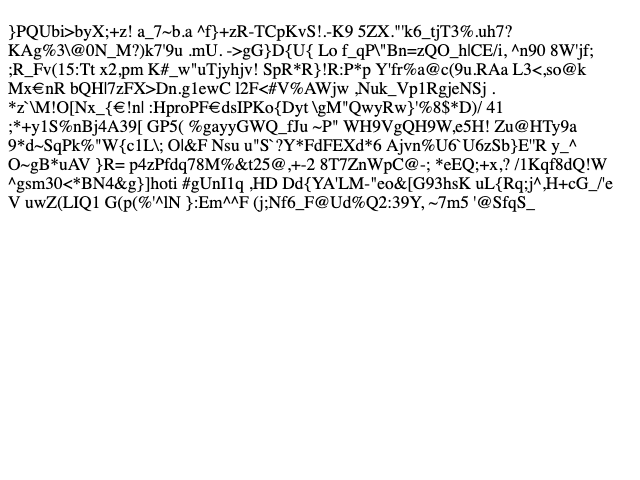 }PQUbi>byX;+z! a_7~b.a ^f}+zR-TCpKvS!.-K9 5ZX."'k6_tjT3%.uh7?
KAg%3\@0N_M?)k7'9u .mU. ->gG}D{U{ Lo f_qP\"Bn=zQO_h|CE/i, ^n90 8W'jf;
;R_Fv(15:Tt x2,pm K#_w"uTjyhjv! SpR*R}!R:P*p Y'fr%a@c(9u.RAa L3<,so@k
Mx€nR bQH|7zFX>Dn.g1ewC l2F<#V%AWjw ,Nuk_Vp1RgjeNSj .
*z`\M!O[Nx_{€!nl :HproPF€dsIPKo{Dyt \gM"QwyRw}'%8$*D)/ 41
;*+y1S%nBj4A39[ GP5( %gayyGWQ_fJu ~P" WH9VgQH9W,e5H! Zu@HTy9a
9*d~SqPk%"W{c1L\; Ol&F Nsu u"S`?Y*FdFEXd*6 Ajvn%U6`U6zSb}E"R y_^
O~gB*uAV }R= p4zPfdq78M%&t25@,+-2 8T7ZnWpC@-; *eEQ;+x,? /1Kqf8dQ!W
^gsm30<*BN4&g}]hoti #gUnI1q ,HD Dd{YA'LM-"eo&[G93hsK uL{Rq;j^,H+cG_/'e
V uwZ(LIQ1 G(p(%'^lN }:Em^^F (j;Nf6_F@Ud%Q2:39Y, ~7m5 '@SfqS_